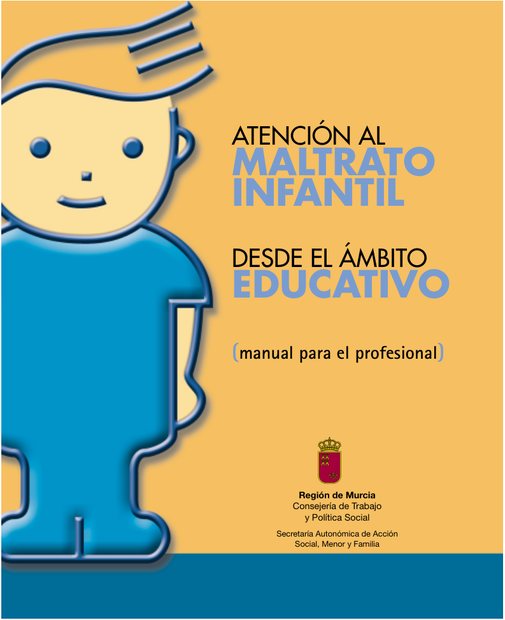 ATENCIÓN AL
MALTRATO
INFANTIL
DESDE EL ÁMBITO
EDUCATIVO
(manual para el profesional)
Región de Murcia
Consejería de Trabajo
y Política Social
Secretaría Autonómica de Acción
Social, Menor y Familia